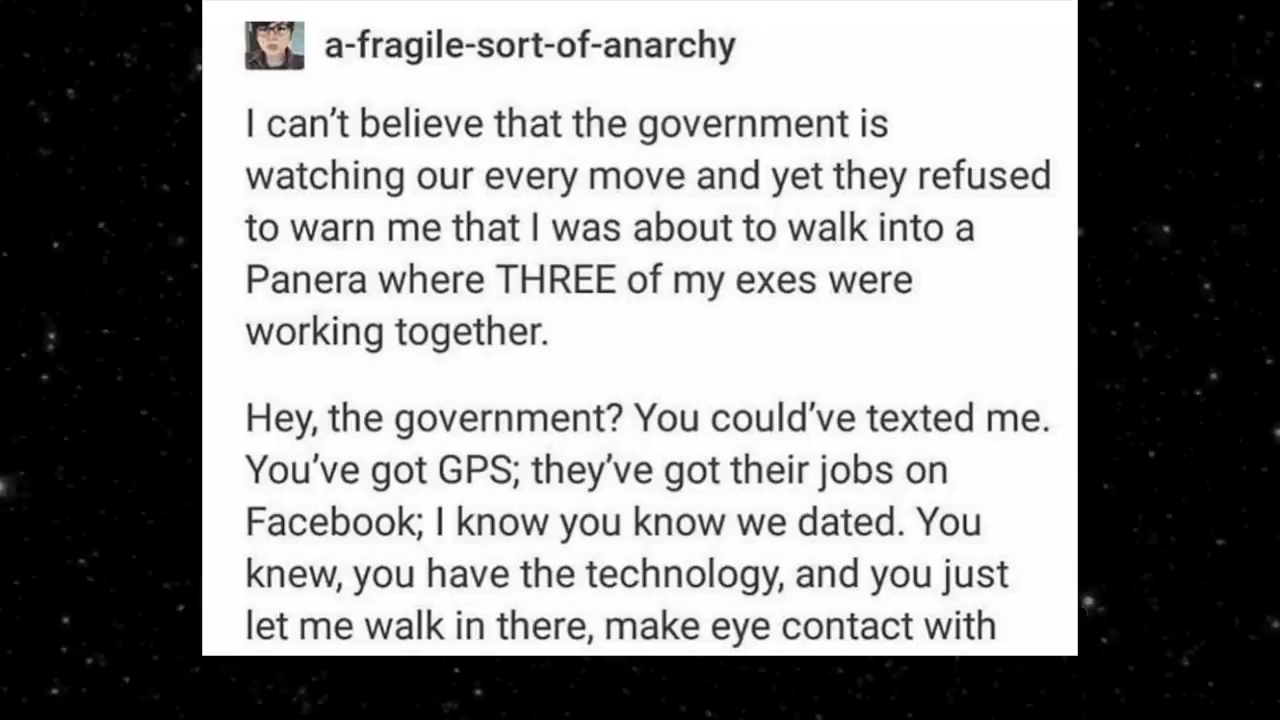 a-fragile-sort-of-anarchy
I can't believe that the government is
watching our every move and yet they refused
to warn me that I was about to walk into a
Panera where THREE of my exes were
working together.
Hey, the government? You could've texted me.
You've got GPS; they've got their jobs on
Facebook; I know you know we dated. You
knew, you have the technology, and you just
let me walk in there, make eye contact with